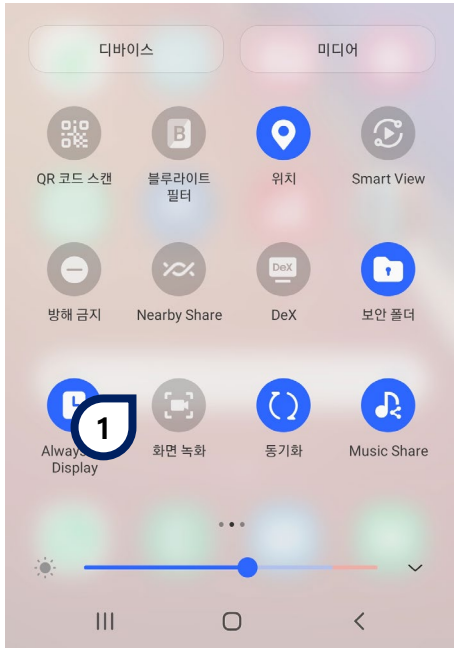 디바이스
미디어
QR 코드 스캔
블루라이트
필터
위치
Smart View
B
방해 금지
Nearby Share
DeX
DeX
보안 폴더
1
Always
Display
화면 녹화
동기화
Music Share